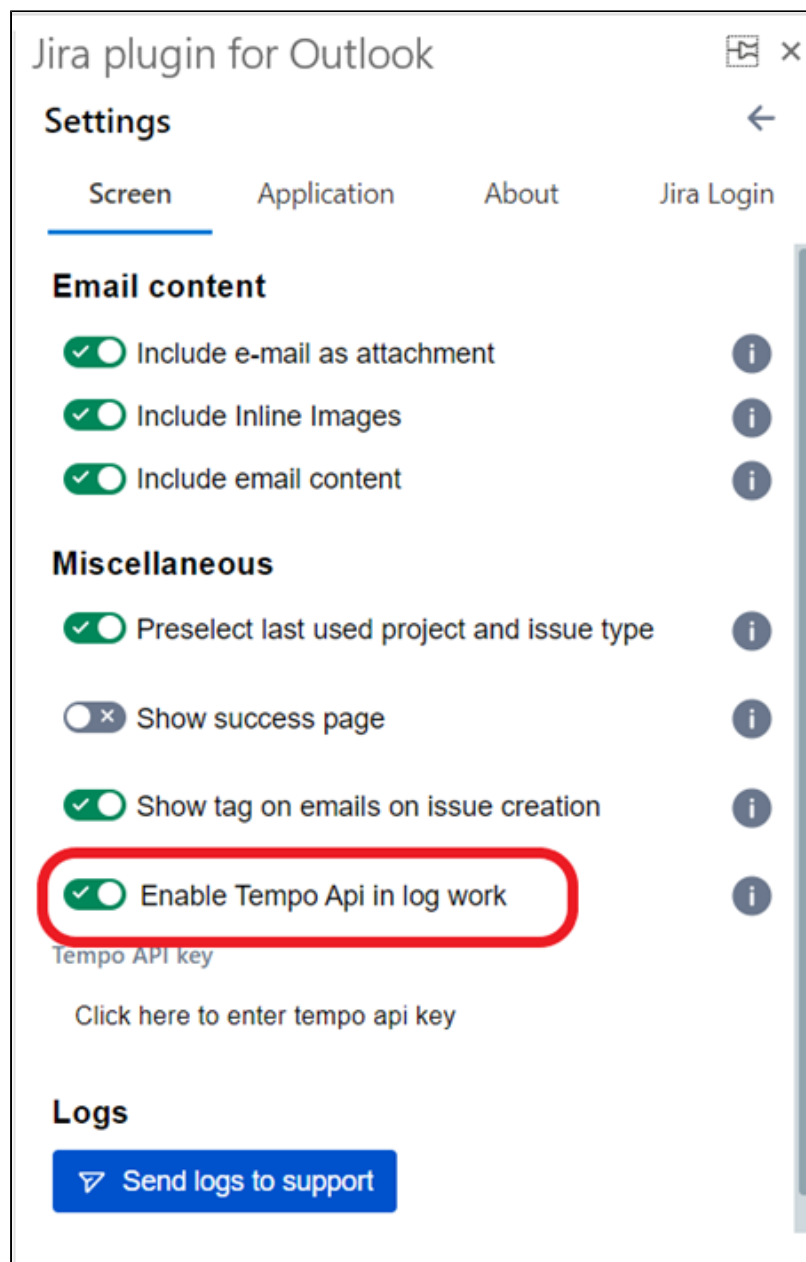 Jira plugin for Outlook
Settings
Screen Application About Jira Login
Email content
Include e-mail as attachment
Include Inline Images
Include email content
Miscellaneous
Preselect last used project and issue type
Show success page
Show tag on emails on issue creation
Enable Tempo Api in log work
Tempo API key
Click here to enter tempo api key
Logs
Send logs to support